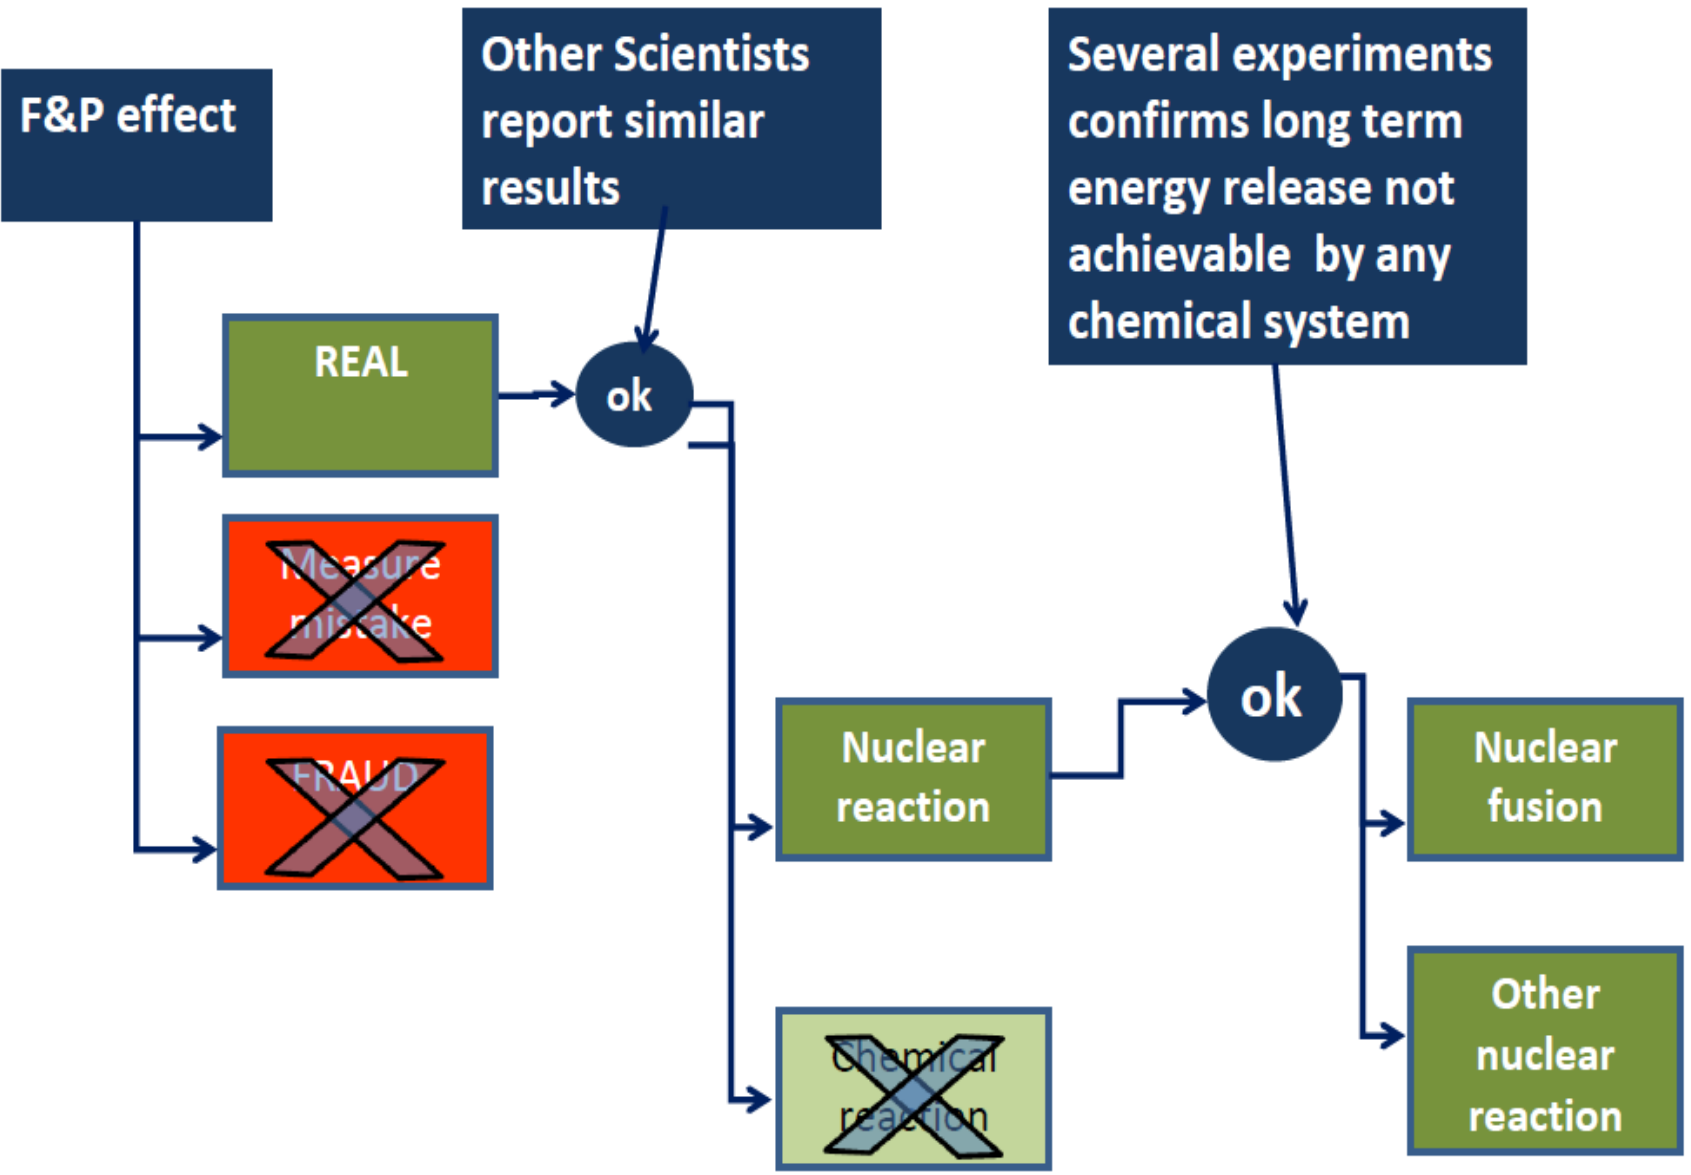 F&P effect
Other Scientists
report similar
results
Several experiments
confirms long term
energy release not
achievable by any
chemical system
REAL
ok
Measure
mistake
FRAUD
Nuclear
reaction
ok
Nuclear
fusion
Chemical
reaction
Other
nuclear
reaction